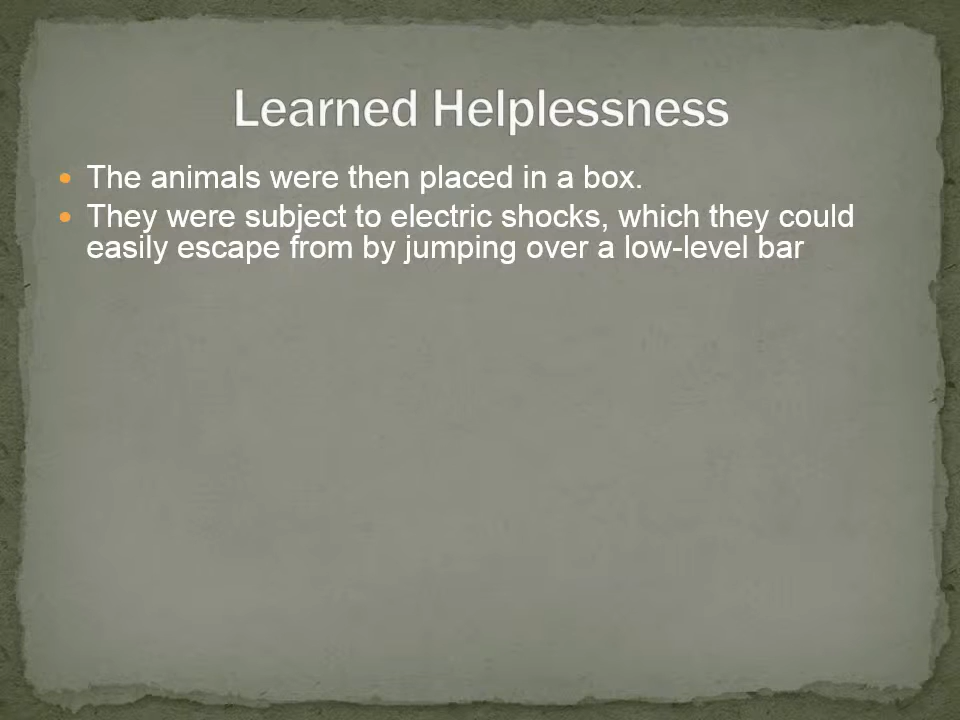 Learned Helplessness
The animals were then placed in a box.
They were subject to electric shocks, which they could
easily escape from by jumping over a low-level bar